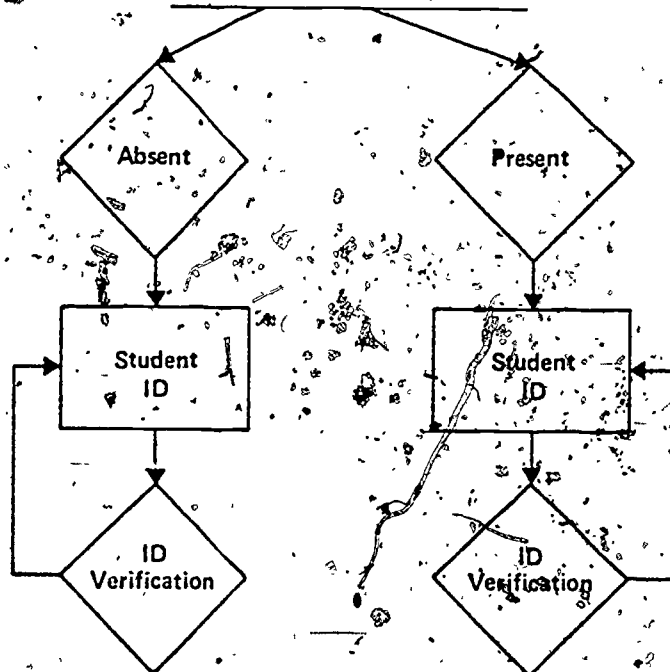 Absent
Present
Student
ID
Student
ID
ID
Verification
ID
Verification